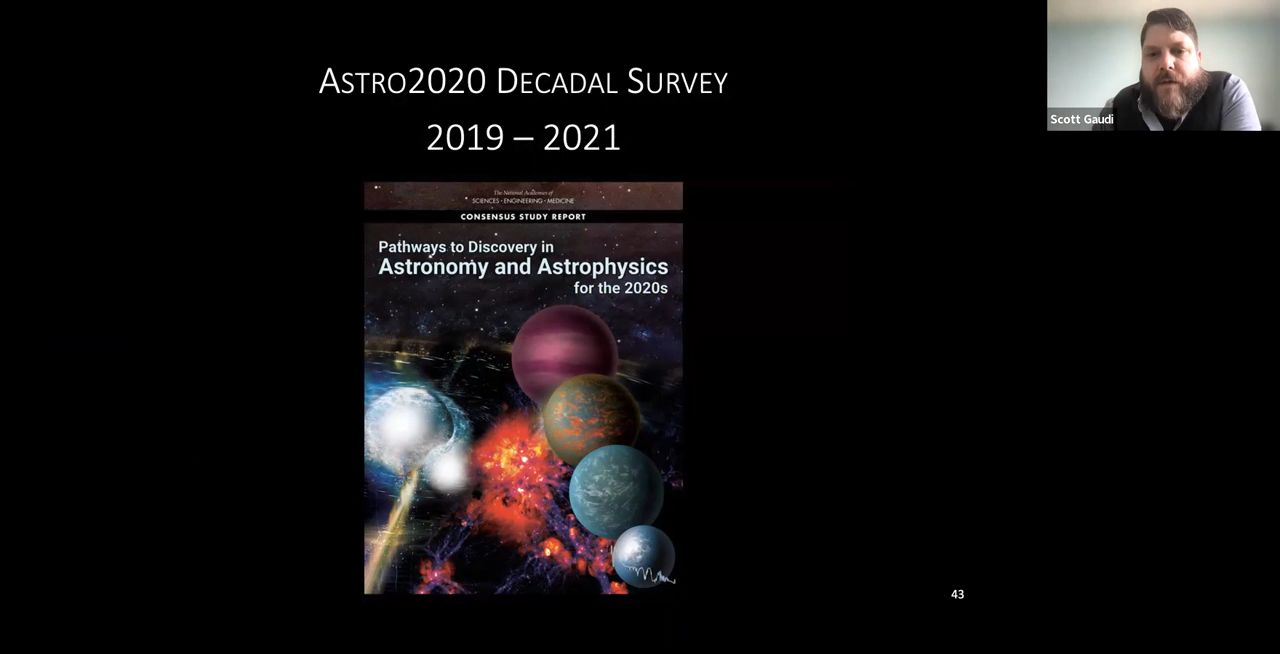 ASTRO2020 DECADAL SURVEY
2019 – 2021
The National Academies of
SCIENCES • ENGINEERING • MEDICINE
CONSENSUS STUDY REPORT
Pathways to Discovery in
Astronomy and Astrophysics
for the 2020s
43
Scott Gaudi